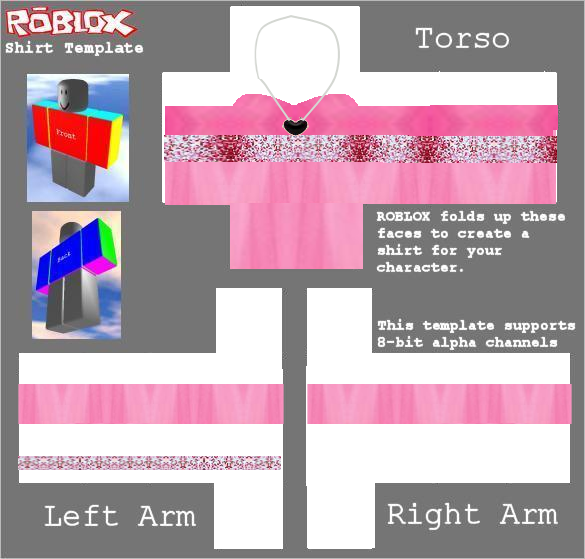 ROBLOX
Shirt Template
Torso
Front
Back
ROBLOX folds up these
faces to create a
shirt for your
character.
This template supports
8-bit alpha channels
Left Arm
Right Arm